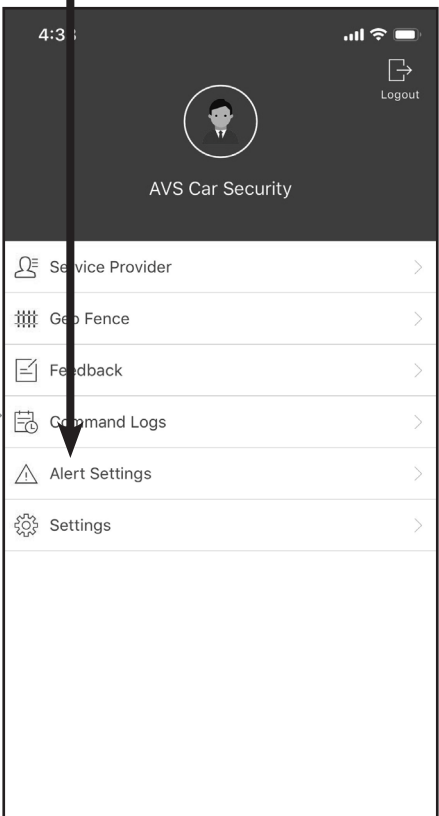 Logout
AVS Car Security
Service Provider
Geo Fence
Feedback
Command Logs
Alert Settings
Settings